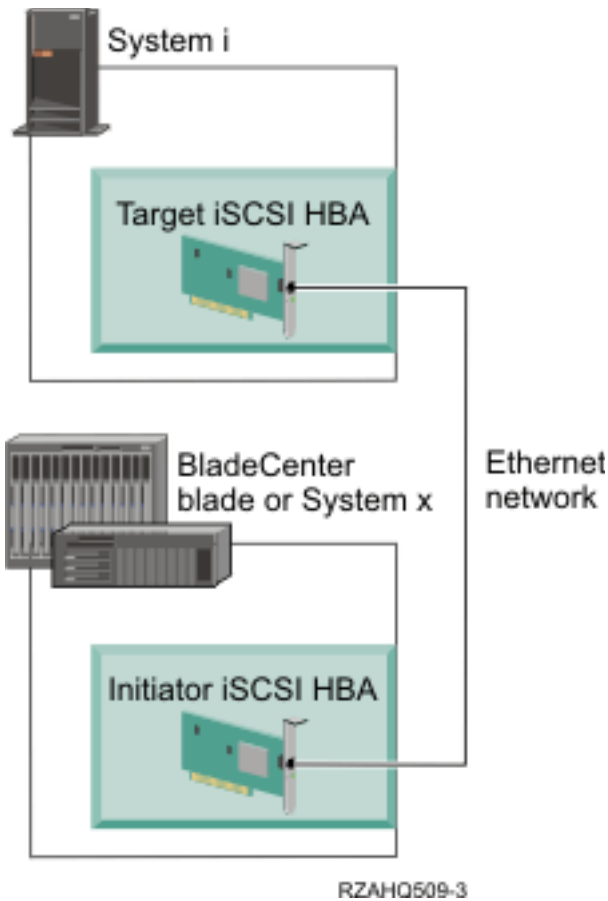 System i
Target iSCSI HBA
BladeCenter
blade or System x
Ethernet
network
Initiator iSCSI HBA
RZAHQ509-3